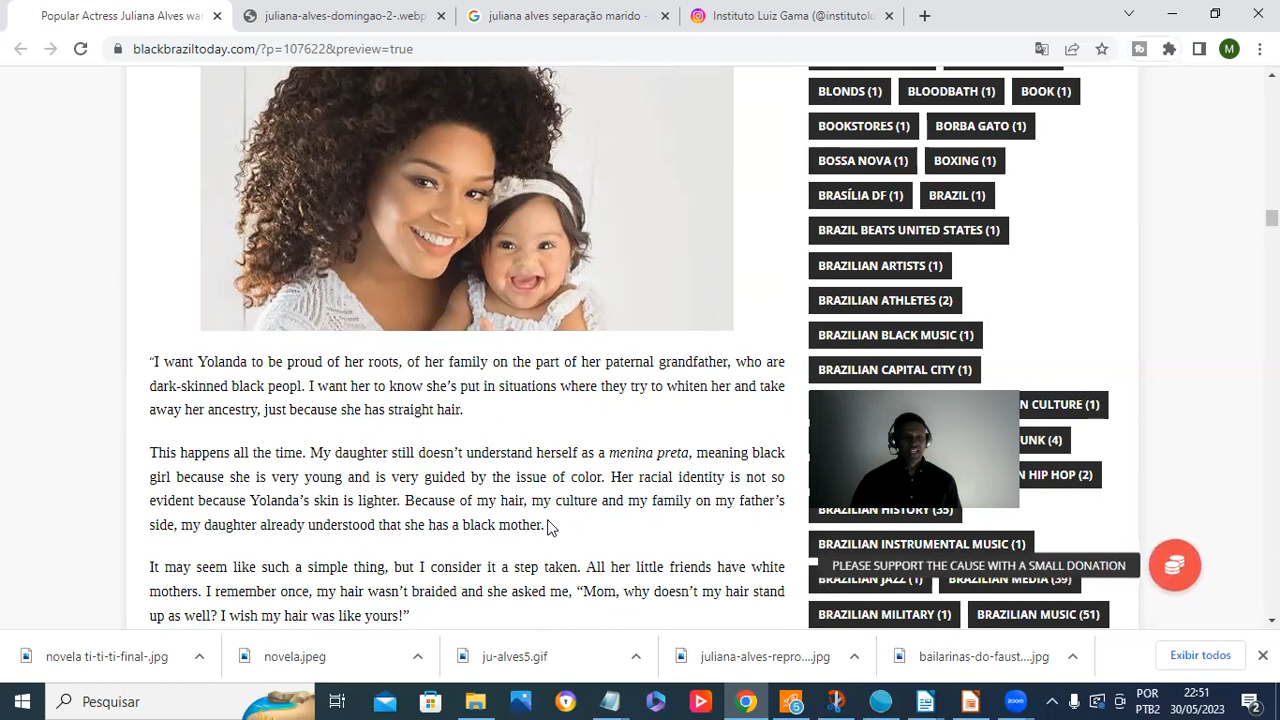 Popular Actress Juliana Alves war
juliana-alves-domingao-2-.webp
juliana alves separação marido -
Instituto Luiz Gama (@institutolu
blackbraziltoday.com/?p=107622&preview=true
M
BLONDS (1) BLOODBATH (1) BOOK (1)
BOOKSTORES (1) BORBA GATO (1)
BOSSA NOVA (1) BOXING (1)
BRASÍLIA DF (1) BRAZIL (1)
BRAZIL BEATS UNITED STATES (1)
BRAZILIAN ARTISTS (1)
BRAZILIAN ATHLETES (2)
BRAZILIAN BLACK MUSIC (1)
BRAZILIAN CAPITAL CITY (1)
N CULTURE (1)
UNK (4)
N HIP HOP (2)
BRAZILIAN HISTORY (35)
BRAZILIAN INSTRUMENTAL MUSIC (1)
PLEASE SUPPORT THE CAUSE WITH A SMALL DONATION
BRAZILIAN JAZZ (1) BRAZILIAN MEDIA (39)
BRAZILIAN MILITARY (1) BRAZILIAN MUSIC (51)
“I want Yolanda to be proud of her roots, of her family on the part of her paternal grandfather, who are
dark-skinned black peopl. I want her to know she’s put in situations where they try to whiten her and take
away her ancestry, just because she has straight hair.
This happens all the time. My daughter still doesn’t understand herself as a menina preta, meaning black
girl because she is very young and is very guided by the issue of color. Her racial identity is not so
evident because Yolanda’s skin is lighter. Because of my hair, my culture and my family on my father’s
side, my daughter already understood that she has a black mother.
It may seem like such a simple thing, but I consider it a step taken. All her little friends have white
mothers. I remember once, my hair wasn’t braided and she asked me, “Mom, why doesn’t my hair stand
up as well? I wish my hair was like yours!”
novela ti-ti-ti-final-.jpg
novela.jpeg
ju-alves5.gif
juliana-alves-repro....jpg
bailarinas-do-faust....jpg
Exibir todos
Pesquisar
5
zoom
POR
PTB2
22:51
30/05/2023
2